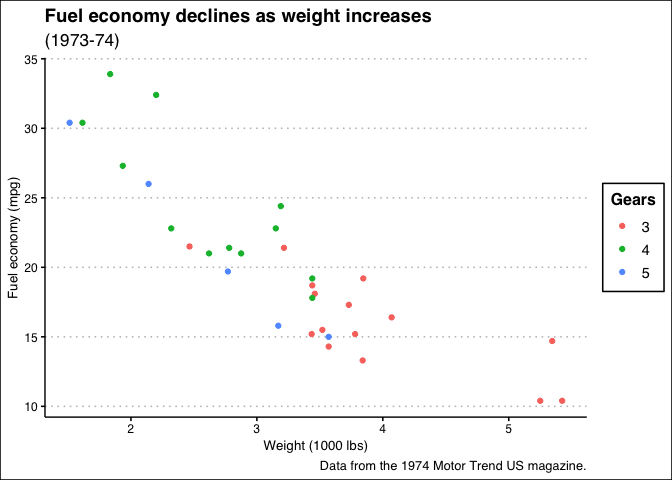 Fuel economy declines as weight increases
(1973-74)
35
30
25
20
15
10
Fuel economy (mpg)
2 3 4 5
Weight (1000 lbs)
Gears
3
4
5
Data from the 1974 Motor Trend US magazine.